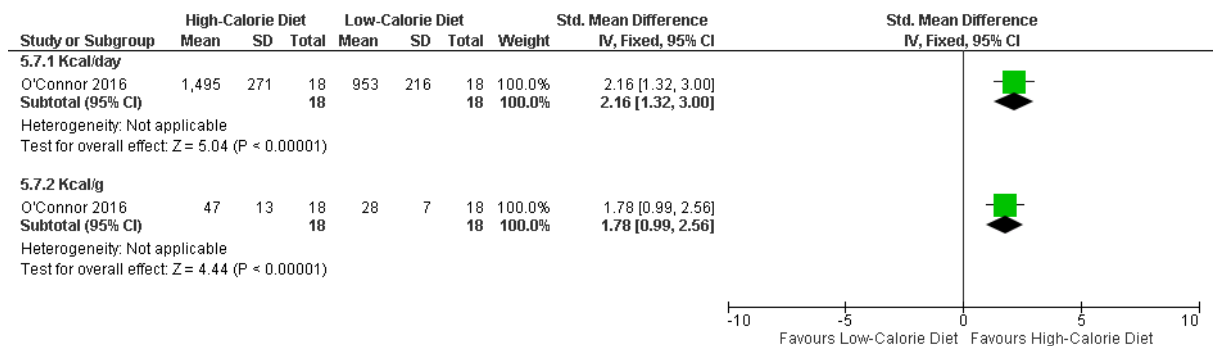 High-Calorie Diet Low-Calorie Diet Std. Mean Difference Std. Mean Difference
Study or Subgroup Mean SD Total Mean SD Total Weight IV, Fixed, 95% CI IV, Fixed, 95% CI
5.7.1 Kcal/day
O'Connor 2016 1,495 271 18 953 216 18 100.0% 2.16 [1.32, 3.00]
Subtotal (95% CI) 18 18 100.0% 2.16 [1.32, 3.00]
Heterogeneity: Not applicable
Test for overall effect: Z = 5.04 (P < 0.00001)
5.7.2 Kcal/g
O'Connor 2016 47 13 18 28 7 18 100.0% 1.78 [0.99, 2.56]
Subtotal (95% CI) 18 18 100.0% 1.78 [0.99, 2.56]
Heterogeneity: Not applicable
Test for overall effect: Z = 4.44 (P < 0.00001)
-10 -5 0 5 10
Favours Low-Calorie Diet Favours High-Calorie Diet